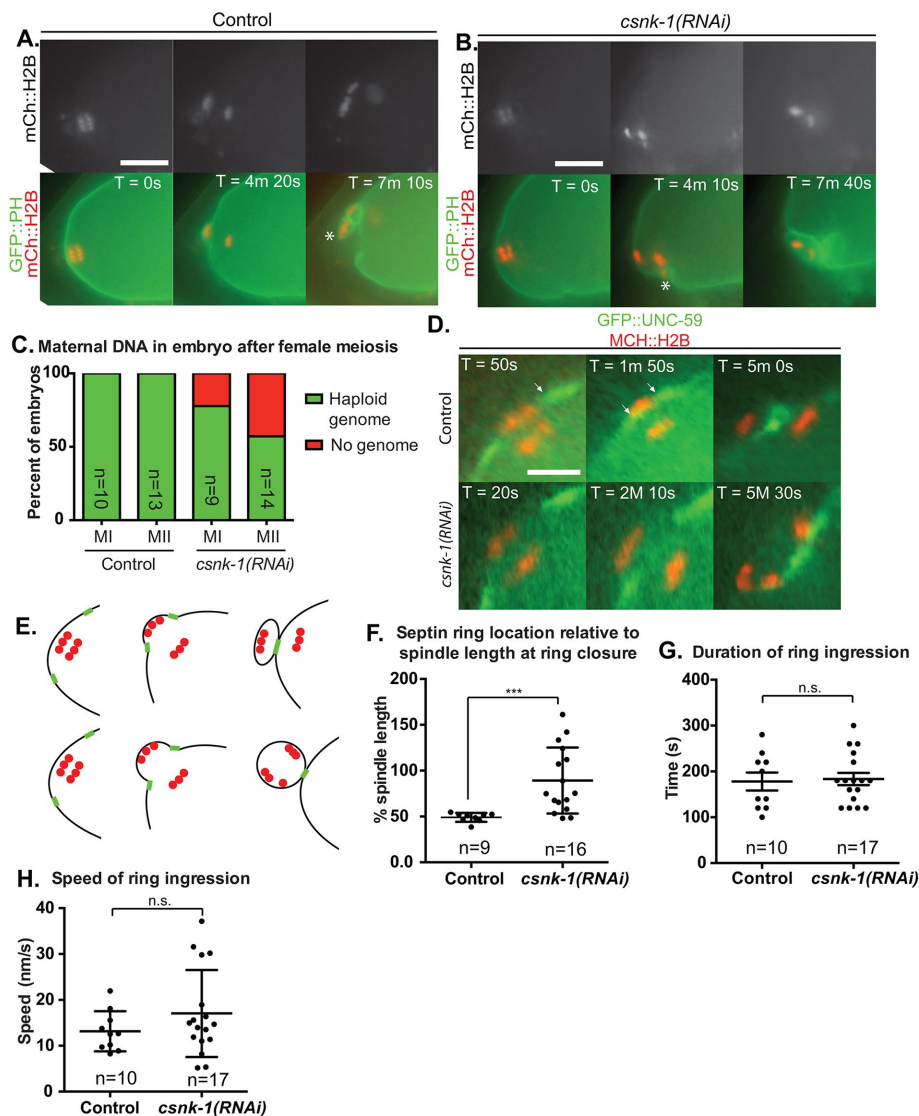 Control
csnk-1(RNAi)
A.
mCh::H2B
GFP::PH
mCh::H2B
T = 0s
T = 4m 20s
T = 7m 10s
*
B.
mCh::H2B
GFP::PH
mCh::H2B
T = 0s
T = 4m 10s
T = 7m 40s
*
C. Maternal DNA in embryo after female meiosis
Percent of embryos
100
50
0
n=10
n=13
n=9
n=14
MI
MII
MI
MII
Control
csnk-1(RNAi)
Haploid
genome
No genome
D.
GFP::UNC-59
MCH::H2B
Control
T = 50s
T = 1m 50s
T = 5m 0s
csnk-1(RNAi)
T = 20s
T = 2M 10s
T = 5M 30s
E.
F. Septin ring location relative to
spindle length at ring closure
% spindle length
200
150
100
50
0.0
***
n=9
n=16
Control
csnk-1(RNAi)
G. Duration of ring ingression
Time (s)
400
300
200
100
0
n.s.
n=10
n=17
Control
csnk-1(RNAi)
H. Speed of ring ingression
Speed (nm/s)
40
30
20
10
0
n.s.
n=10
n=17
Control
csnk-1(RNAi)